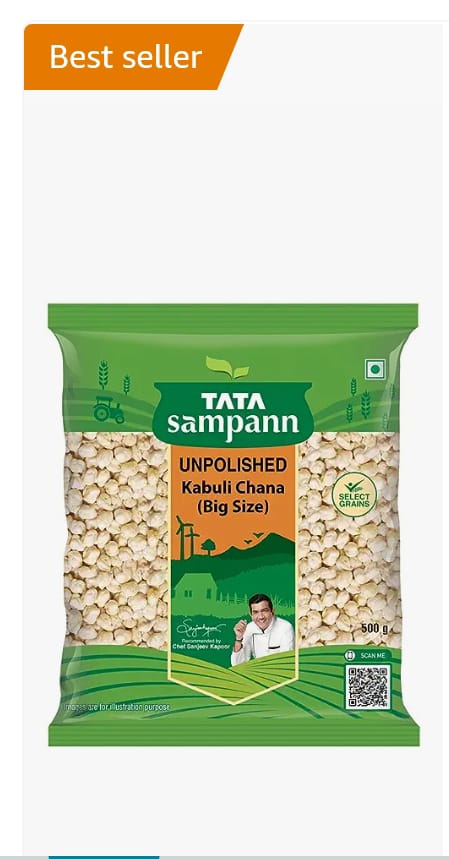 Best seller
TATA
sampann
UNPOLISHED
Kabuli Chana
(Big Size)
SELECT
GRAINS
Recommended by
Chef Sanjeev Kapoor
500 g
SCAN ME
Images are for illustration purpose